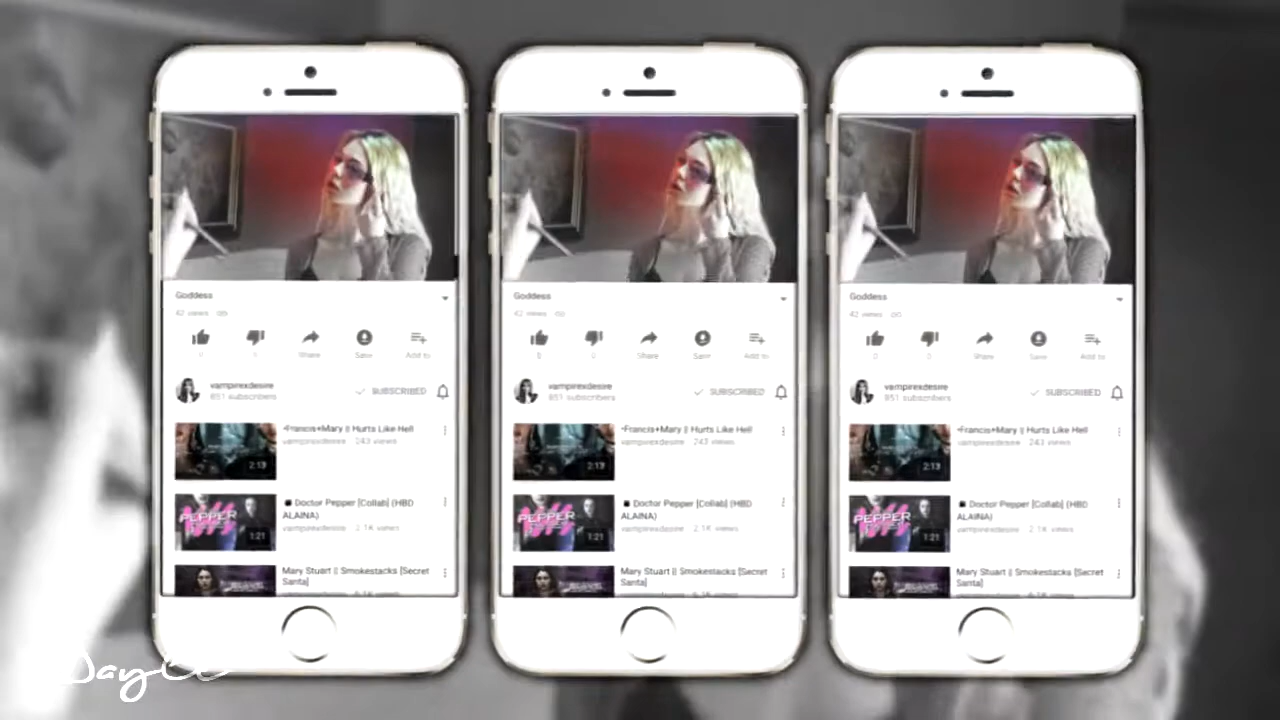 Goddess
42 views
Share
Save
Add to
vampirexdesire
851 subscribers
SUBSCRIBED
•Francis+Mary || Hurts Like Hell
vampirexdesire 243 views
2:13
Doctor Pepper [Collab] (HBD
ALAINA)
vampirexdesire 2.1K views
PEPPER
1:21
Mary Stuart || Smokestacks [Secret
Santa]
Goddess
42 views
0
0
Share
Save
Add to
vampirexdesire
851 subscribers
SUBSCRIBED
•Francis+Mary || Hurts Like Hell
vampirexdesire 243 views
2:13
Doctor Pepper [Collab] (HBD
ALAINA)
vampirexdesire 2.1K views
PEPPER
1:21
Mary Stuart || Smokestacks [Secret
Santa]
Goddess
42 views
0
0
Share
Save
Add to
vampirexdesire
851 subscribers
SUBSCRIBED
•Francis+Mary || Hurts Like Hell
vampirexdesire 243 views
2:13
Doctor Pepper [Collab] (HBD
ALAINA)
vampirexdesire 2.1K views
PEPPER
1:21
Mary Stuart || Smokestacks [Secret
Santa]